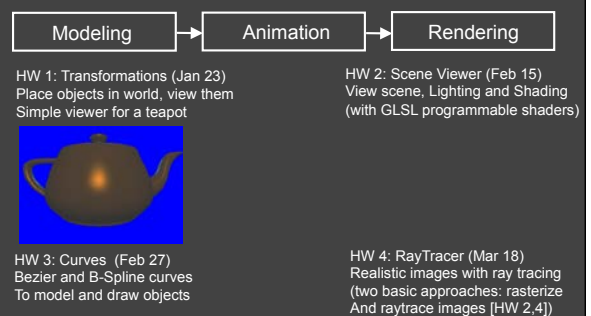 Modeling
Animation
Rendering
HW 1: Transformations (Jan 23)
Place objects in world, view them
Simple viewer for a teapot
HW 2: Scene Viewer (Feb 15)
View scene, Lighting and Shading
(with GLSL programmable shaders)
HW 3: Curves (Feb 27)
Bezier and B-Spline curves
To model and draw objects
HW 4: RayTracer (Mar 18)
Realistic images with ray tracing
(two basic approaches: rasterize
And raytrace images [HW 2,4])